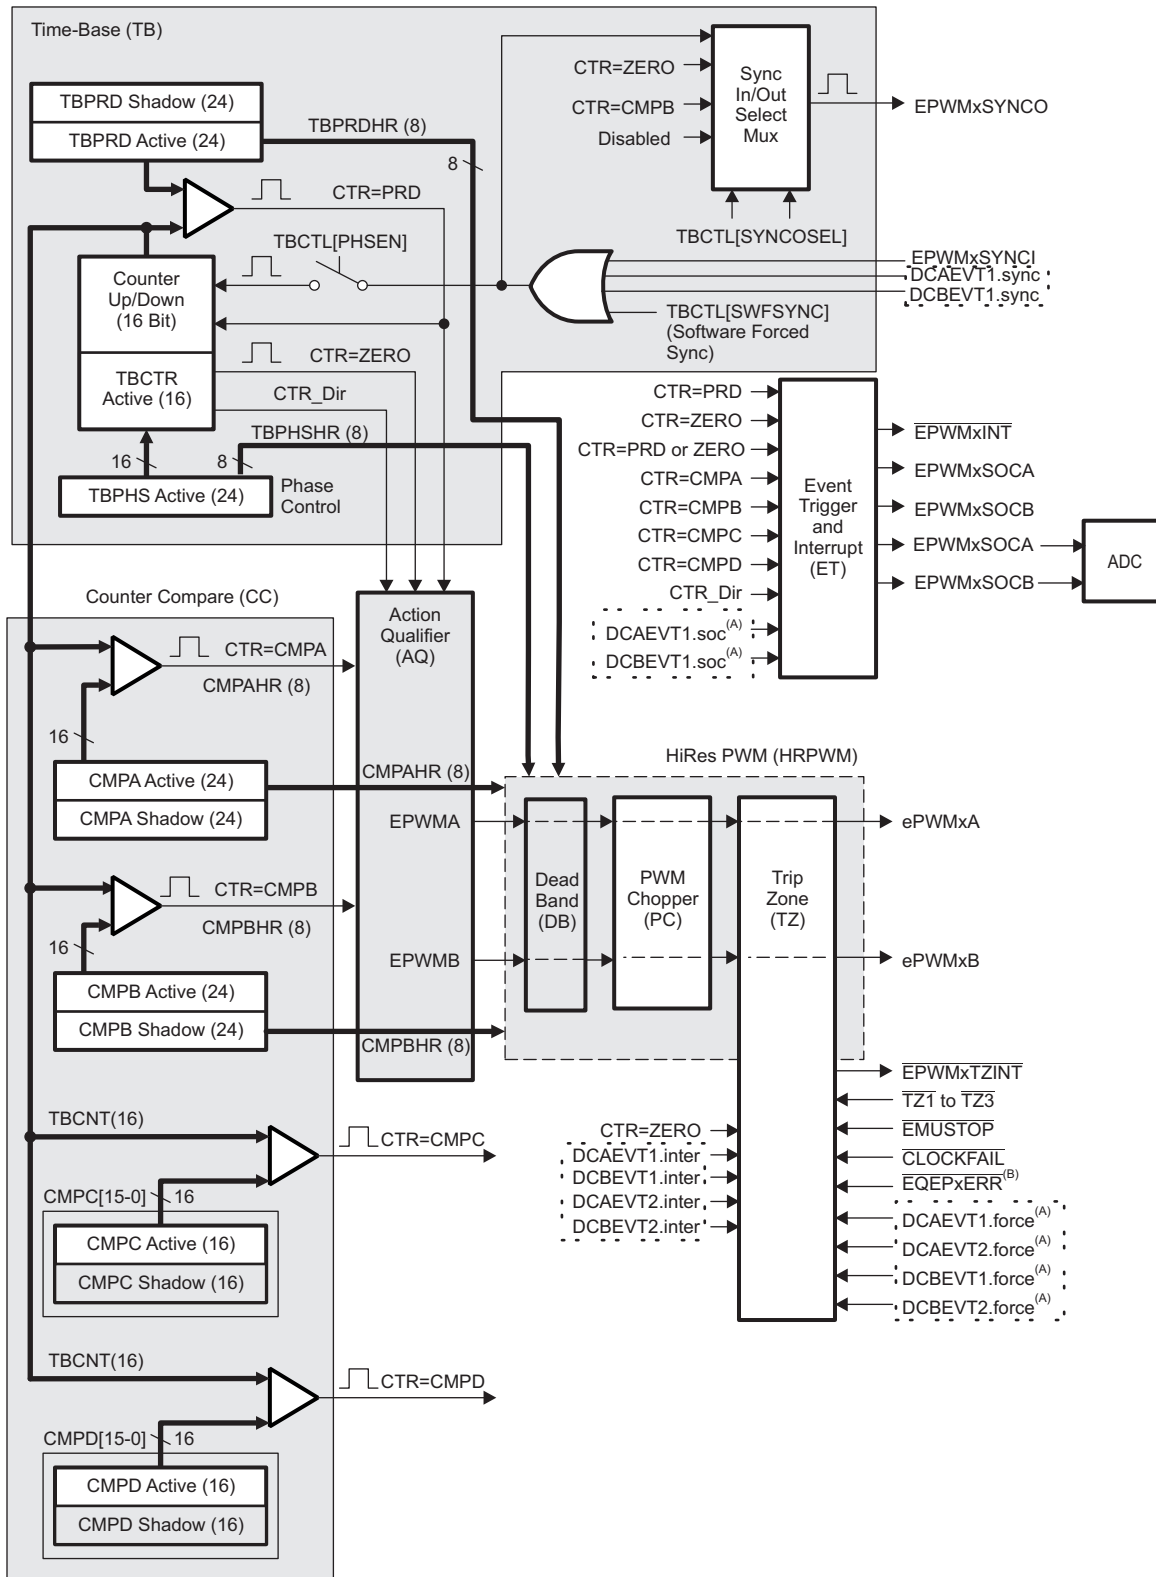 Time-Base (TB)
TBPRD Shadow (24)
TBPRD Active (24)
TBPRDHR (8)
8
CTR=PRD
TBCTL[PHSEN]
Counter
Up/Down
(16 Bit)
CTR=ZERO
TBCTR
Active (16)
CTR_Dir
TBPHSHR (8)
16
8
TBPHS Active (24)
Phase
Control
CTR=ZERO
CTR=CMPB
Disabled
Sync
In/Out
Select
Mux
EPWMxSYNCO
TBCTL[SYNCOSEL]
EPWMxSYNCI
DCAEVT1.sync
DCBEVT1.sync
TBCTL[SWFSYNC]
(Software Forced
Sync)
CTR=PRD
CTR=ZERO
CTR=PRD or ZERO
CTR=CMPA
CTR=CMPB
CTR=CMPC
CTR=CMPD
CTR_Dir
DCAEVT1.soc(A)
DCBEVT1.soc(A)
Event
Trigger
and
Interrupt
(ET)
EPWMxINT
EPWMxSOCA
EPWMxSOCB
EPWMxSOCA
EPWMxSOCB
ADC
Counter Compare (CC)
CTR=CMPA
CMPAHR (8)
16
CMPA Active (24)
CMPA Shadow (24)
CTR=CMPB
CMPBHR (8)
16
CMPB Active (24)
CMPB Shadow (24)
TBCNT(16)
CTR=CMPC
CMPC[15-0]
16
CMPC Active (16)
CMPC Shadow (16)
TBCNT(16)
CTR=CMPD
CMPD[15-0]
16
CMPD Active (16)
CMPD Shadow (16)
Action
Qualifier
(AQ)
CMPAHR (8)
EPWMA
EPWMB
CMPBHR (8)
HiRes PWM (HRPWM)
Dead
Band
(DB)
PWM
Chopper
(PC)
Trip
Zone
(TZ)
ePWMxA
ePWMxB
EPWMxTZINT
TZ1 to TZ3
EMUSTOP
CLOCKFAIL
EQEPxERR(B)
DCAEVT1.force(A)
DCAEVT2.force(A)
DCBEVT1.force(A)
DCBEVT2.force(A)
CTR=ZERO
DCAEVT1.inter
DCBEVT1.inter
DCAEVT2.inter
DCBEVT2.inter